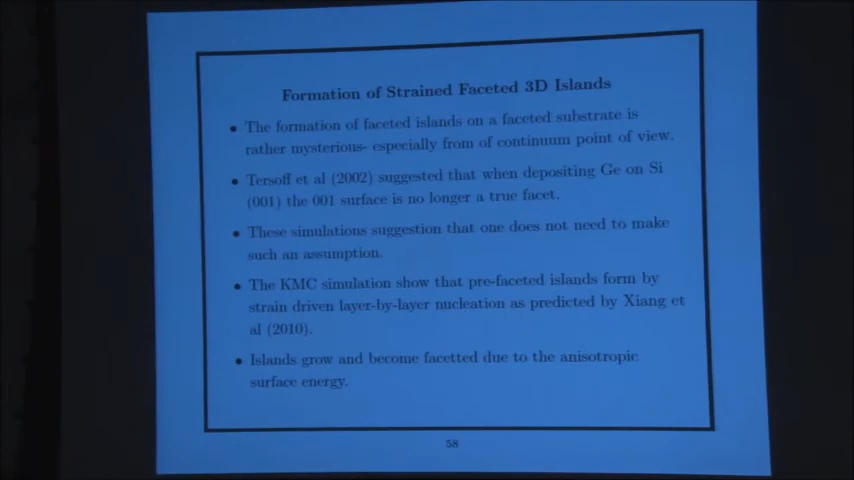 Formation of Strained Faceted 3D Islands
• The formation of faceted islands on a faceted substrate is
rather mysterious- especially from of continuum point of view.
• Tersoff et al (2002) suggested that when depositing Ge on Si
(001) the 001 surface is no longer a true facet.
• These simulations suggestion that one does not need to make
such an assumption.
• The KMC simulation show that pre-faceted islands form by
strain driven layer-by-layer nucleation as predicted by Xiang et
al (2010).
• Islands grow and become facetted due to the anisotropic
surface energy.
58